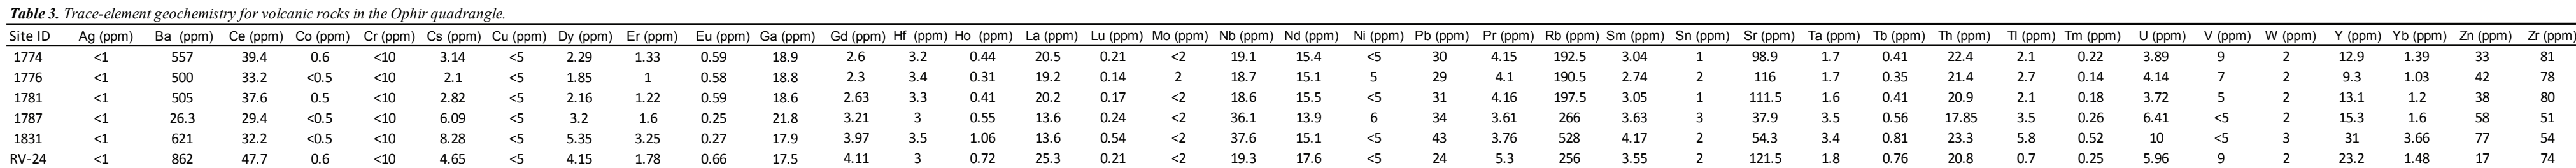 Table 3. Trace-element geochemistry for volcanic rocks in the Ophir quadrangle.
Site ID Ag (ppm) Ba (ppm) Ce (ppm) Co (ppm) Cr (ppm) Cs (ppm) Cu (ppm) Dy (ppm) Er (ppm) Eu (ppm) Ga (ppm) Gd (ppm) Hf (ppm) Ho (ppm) La (ppm) Lu (ppm) Mo (ppm) Nb (ppm) Nd (ppm) Ni (ppm) Pb (ppm) Pr (ppm) Rb (ppm) Sm (ppm) Sn (ppm) Sr (ppm) Ta (ppm) Tb (ppm) Th (ppm) Tl (ppm) Tm (ppm) U (ppm) V (ppm) W (ppm) Y (ppm) Yb (ppm) Zn (ppm) Zr (ppm)
1774 <1 557 39.4 0.6 <10 3.14 <5 2.29 1.33 0.59 18.9 2.6 3.2 0.44 20.5 0.21 <2 19.1 15.4 <5 30 4.15 192.5 3.04 1 98.9 1.7 0.41 22.4 2.1 0.22 3.89 9 2 12.9 1.39 33 81
1776 <1 500 33.2 <0.5 <10 2.1 <5 1.85 1 0.58 18.8 2.3 3.4 0.31 19.2 0.14 2 18.7 15.1 5 29 4.1 190.5 2.74 2 116 1.7 0.35 21.4 2.7 0.14 4.14 7 2 9.3 1.03 42 78
1781 <1 505 37.6 0.5 <10 2.82 <5 2.16 1.22 0.59 18.6 2.63 3.3 0.41 20.2 0.17 <2 18.6 15.5 <5 31 4.16 197.5 3.05 1 111.5 1.6 0.41 20.9 2.1 0.18 3.72 5 2 13.1 1.2 38 80
1787 <1 26.3 29.4 <0.5 <10 6.09 <5 3.2 1.6 0.25 21.8 3.21 3 0.55 13.6 0.24 <2 36.1 13.9 6 34 3.61 266 3.63 3 37.9 3.5 0.56 17.85 3.5 0.26 6.41 <5 2 15.3 1.6 58 51
1831 <1 621 32.2 <0.5 <10 8.28 <5 5.35 3.25 0.27 17.9 3.97 3.5 1.06 13.6 0.54 <2 37.6 15.1 <5 43 3.76 528 4.17 2 54.3 3.4 0.81 23.3 5.8 0.52 10 <5 3 31 3.66 77 54
RV-24 <1 862 47.7 0.6 <10 4.65 <5 4.15 1.78 0.66 17.5 4.11 3 0.72 25.3 0.21 <2 19.3 17.6 <5 24 5.3 256 3.55 2 121.5 1.8 0.76 20.8 0.7 0.25 5.96 9 2 23.2 1.48 17 74